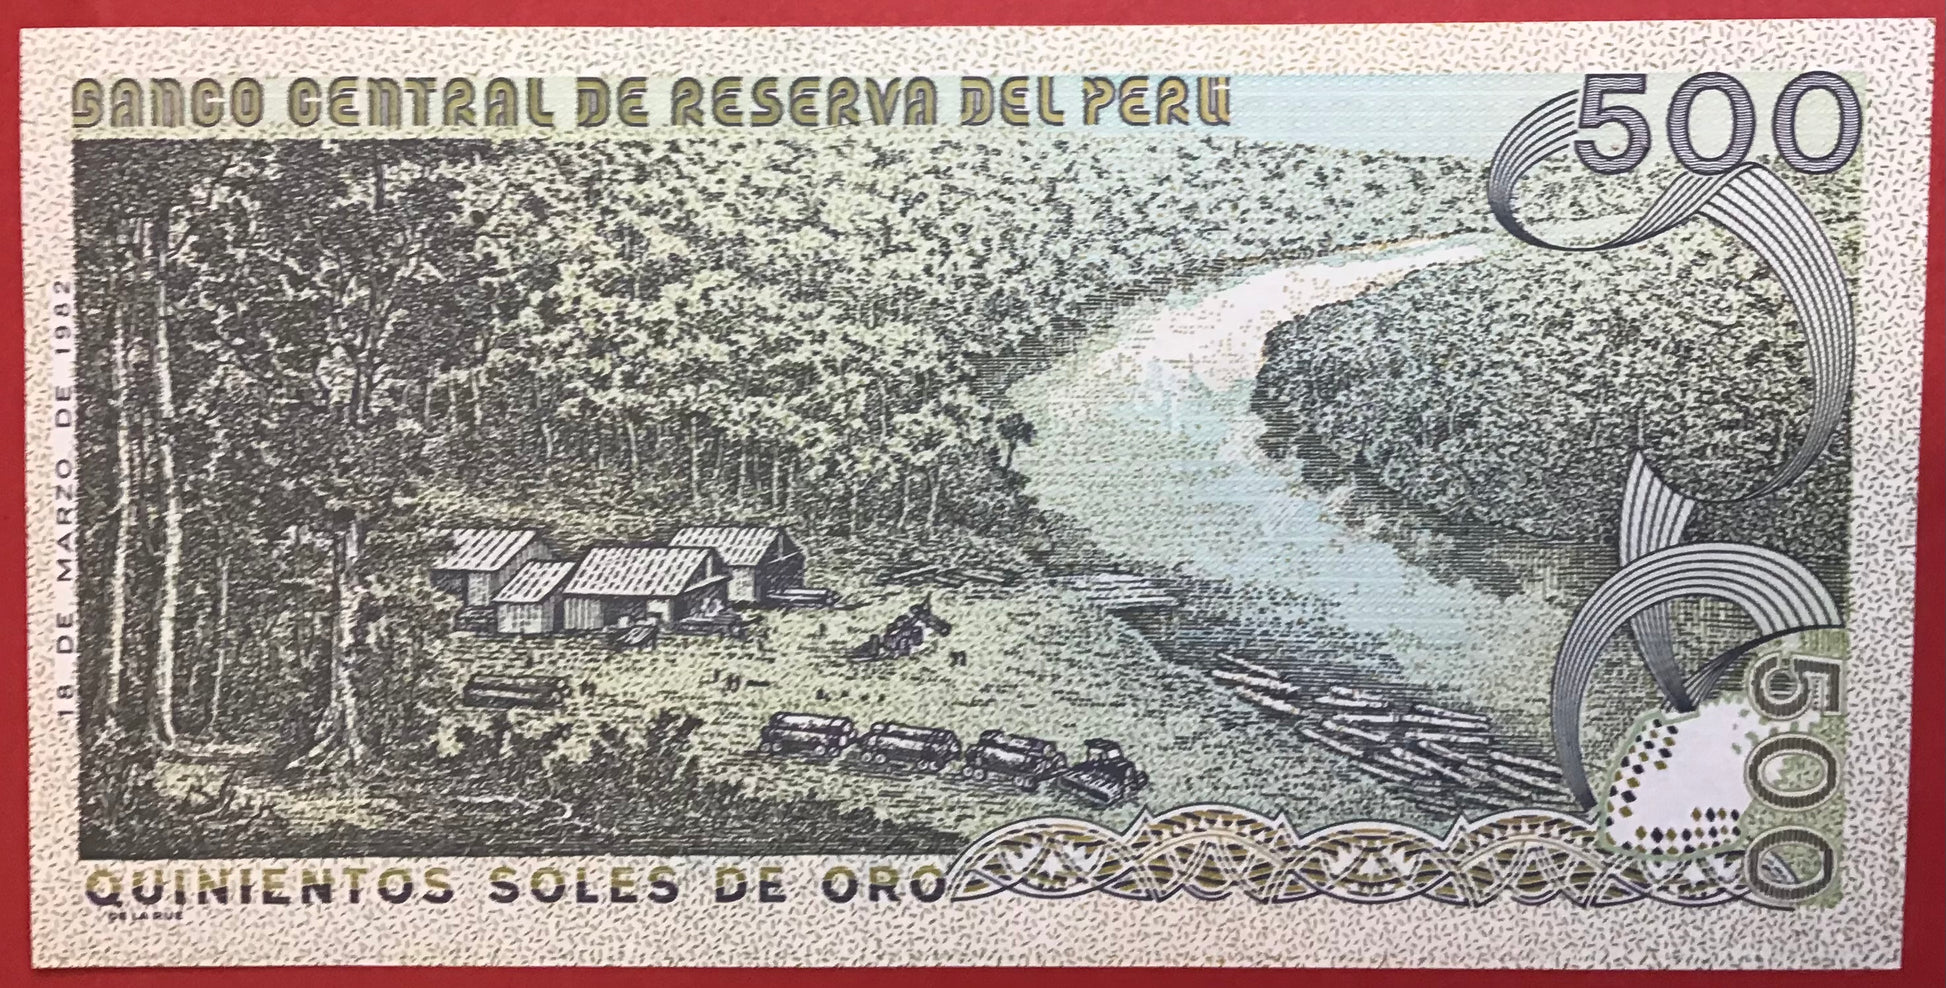 BANCO CENTRAL DE RESERVA DEL PERÚ
500
18 DE MARZO DE 1982
500
QUINIENTOS SOLES DE ORO
DE LA RUE